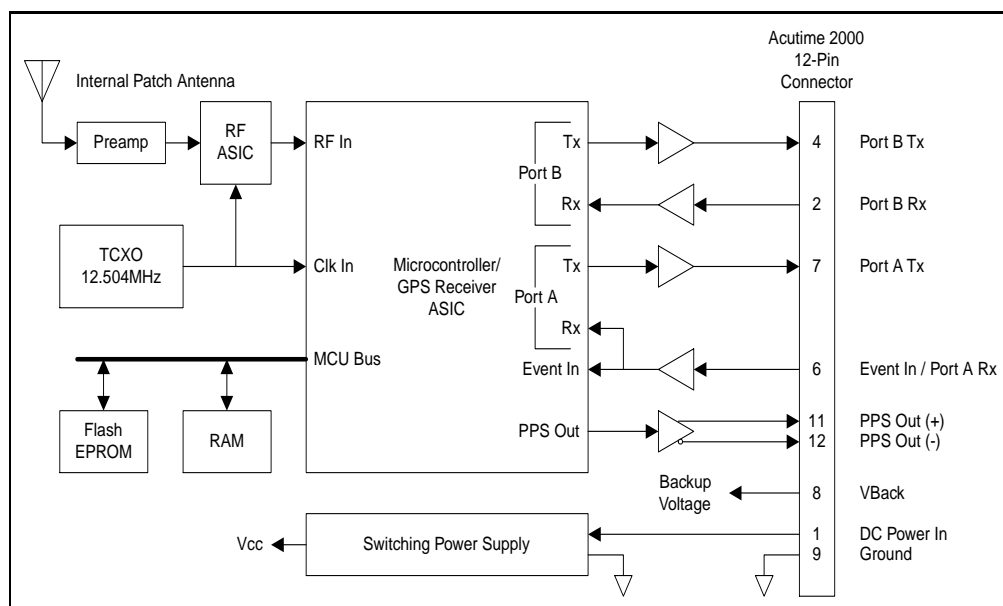 Acutime 2000
12-Pin
Connector
Internal Patch Antenna
Preamp
RF
ASIC
RF In
Tx
Port B
Rx
4
Port B Tx
2
Port B Rx
TCXO
12.504MHz
Clk In
Microcontroller/
GPS Receiver
ASIC
Tx
Port A
Rx
7
Port A Tx
MCU Bus
Event In
6
Event In / Port A Rx
Flash
EPROM
RAM
PPS Out
11
PPS Out (+)
12
PPS Out (-)
Backup
Voltage
8
VBack
Vcc
Switching Power Supply
1
DC Power In
9
Ground